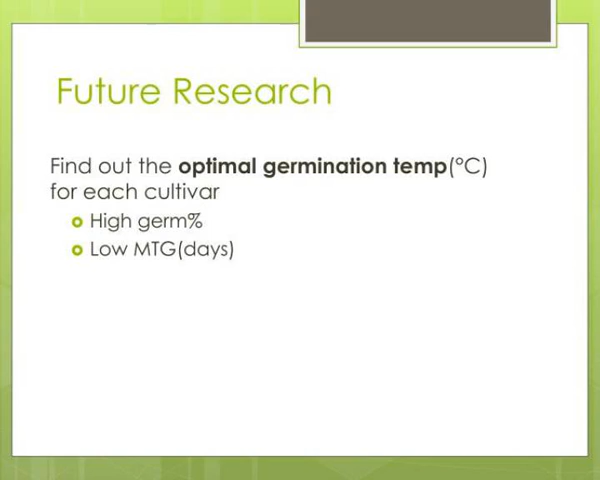 Future Research
Find out the optimal germination temp(°C)
for each cultivar
High germ%
Low MTG(days)